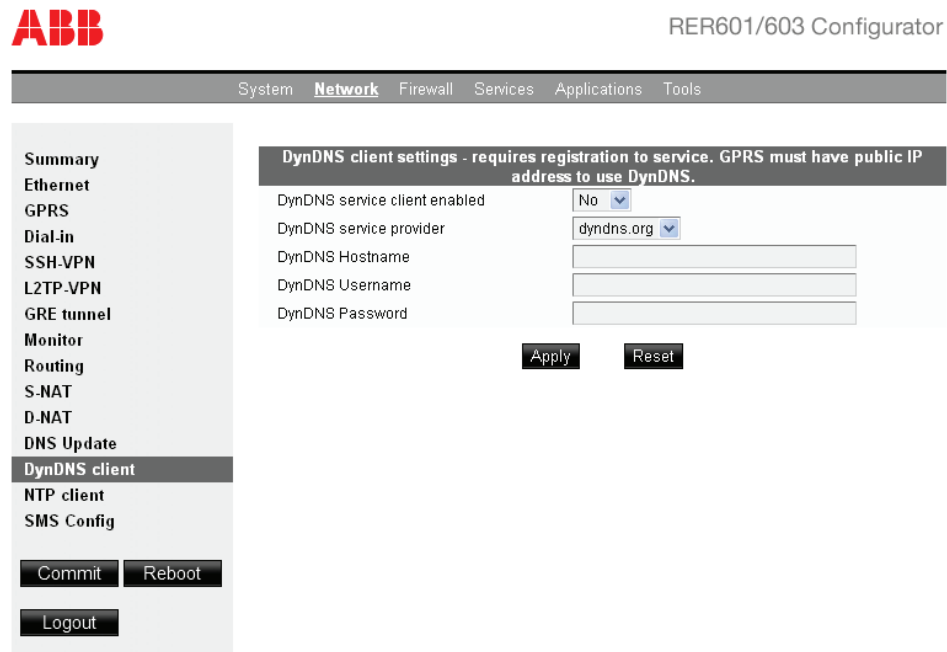 ABB
RER601/603 Configurator
System Network Firewall Services Applications Tools
Summary
Ethernet
GPRS
Dial-in
SSH-VPN
L2TP-VPN
GRE tunnel
Monitor
Routing
S-NAT
D-NAT
DNS Update
DynDNS client
NTP client
SMS Config
Commit Reboot
Logout
DynDNS client settings - requires registration to service. GPRS must have public IP
address to use DynDNS.
DynDNS service client enabled No
DynDNS service provider dyndns.org
DynDNS Hostname
DynDNS Username
DynDNS Password
Apply Reset